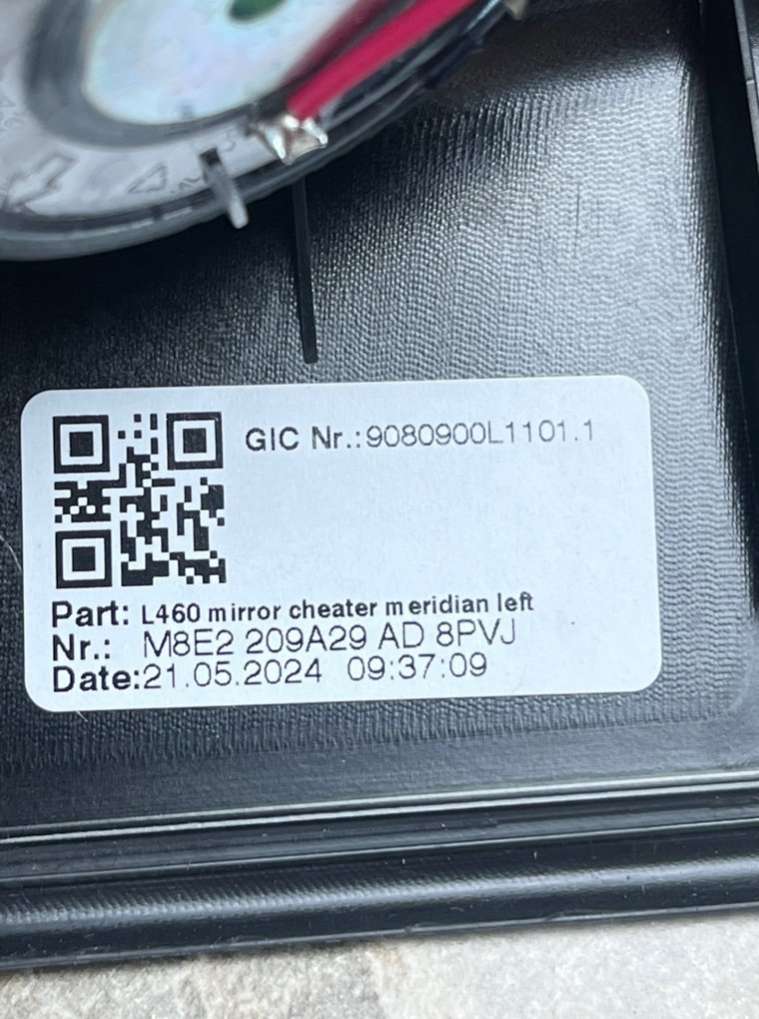 GIC Nr.:9080900L1101.1
Part: L460 mirror cheater meridian left
Nr.: M8E2 209A29 AD 8PVJ
Date:21.05.2024 09:37:09